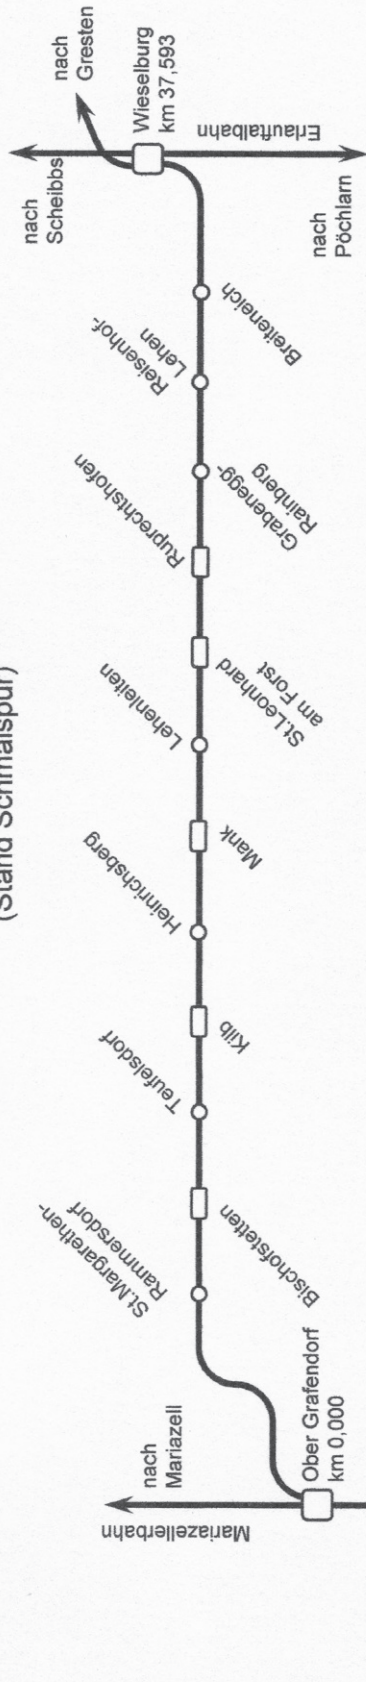 (Stand Schmalspur)
nach
Gresten
Wieselburg
km 37,593
nach
Scheibbs
Erlauftalbahn
nach
Pöchlarn
Breiteneich
Reisenhof-
Lehen
Grabenegg-
Rainberg
Ruprechtshofen
St.Leonhard
am Forst
Lehenleiten
Mank
Heinrichsberg
Kilb
Teufelsdorf
Bischofstetten
St.Margarethen-
Rammersdorf
nach
Mariazell
Ober Grafendorf
km 0,000
Mariazellerbahn